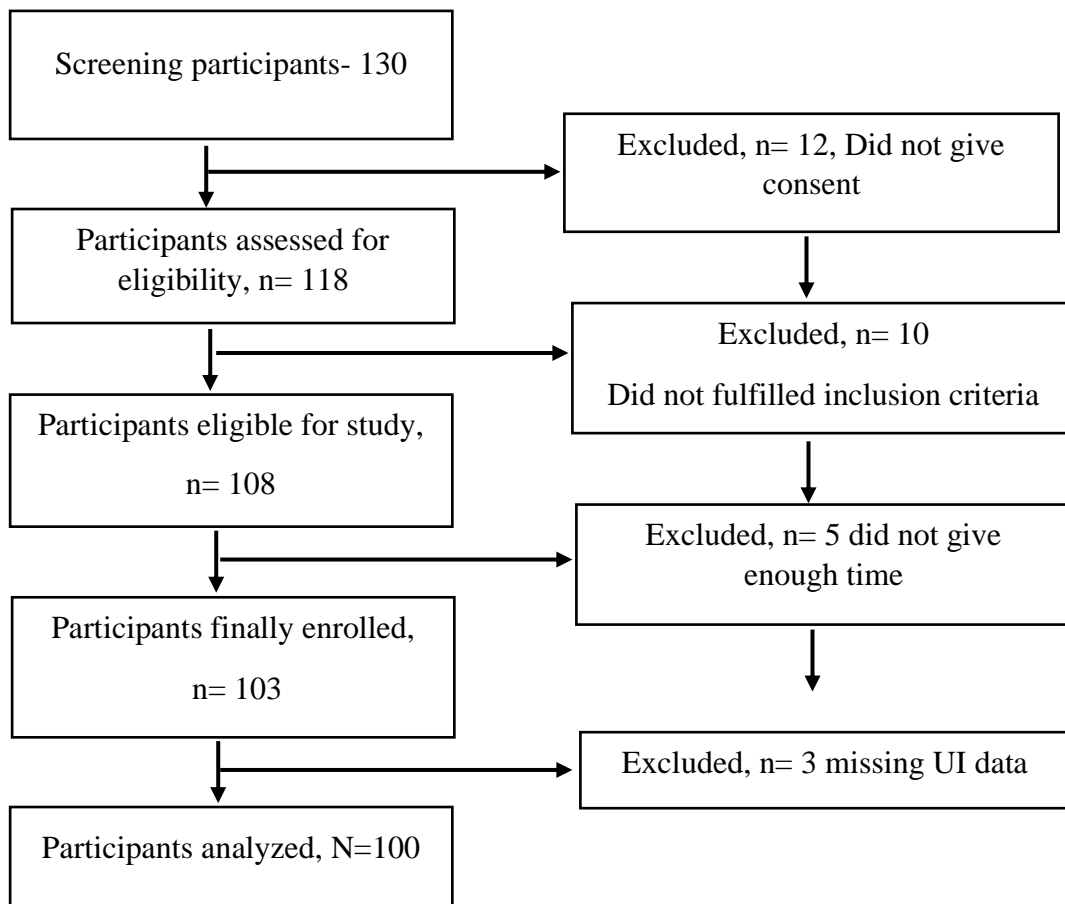 Screening participants- 130
Excluded, n= 12, Did not give
consent
Participants assessed for
eligibility, n= 118
Excluded, n= 10
Did not fulfilled inclusion criteria
Participants eligible for study,
n= 108
Excluded, n= 5 did not give
enough time
Participants finally enrolled,
n= 103
Excluded, n= 3 missing UI data
Participants analyzed, N=100